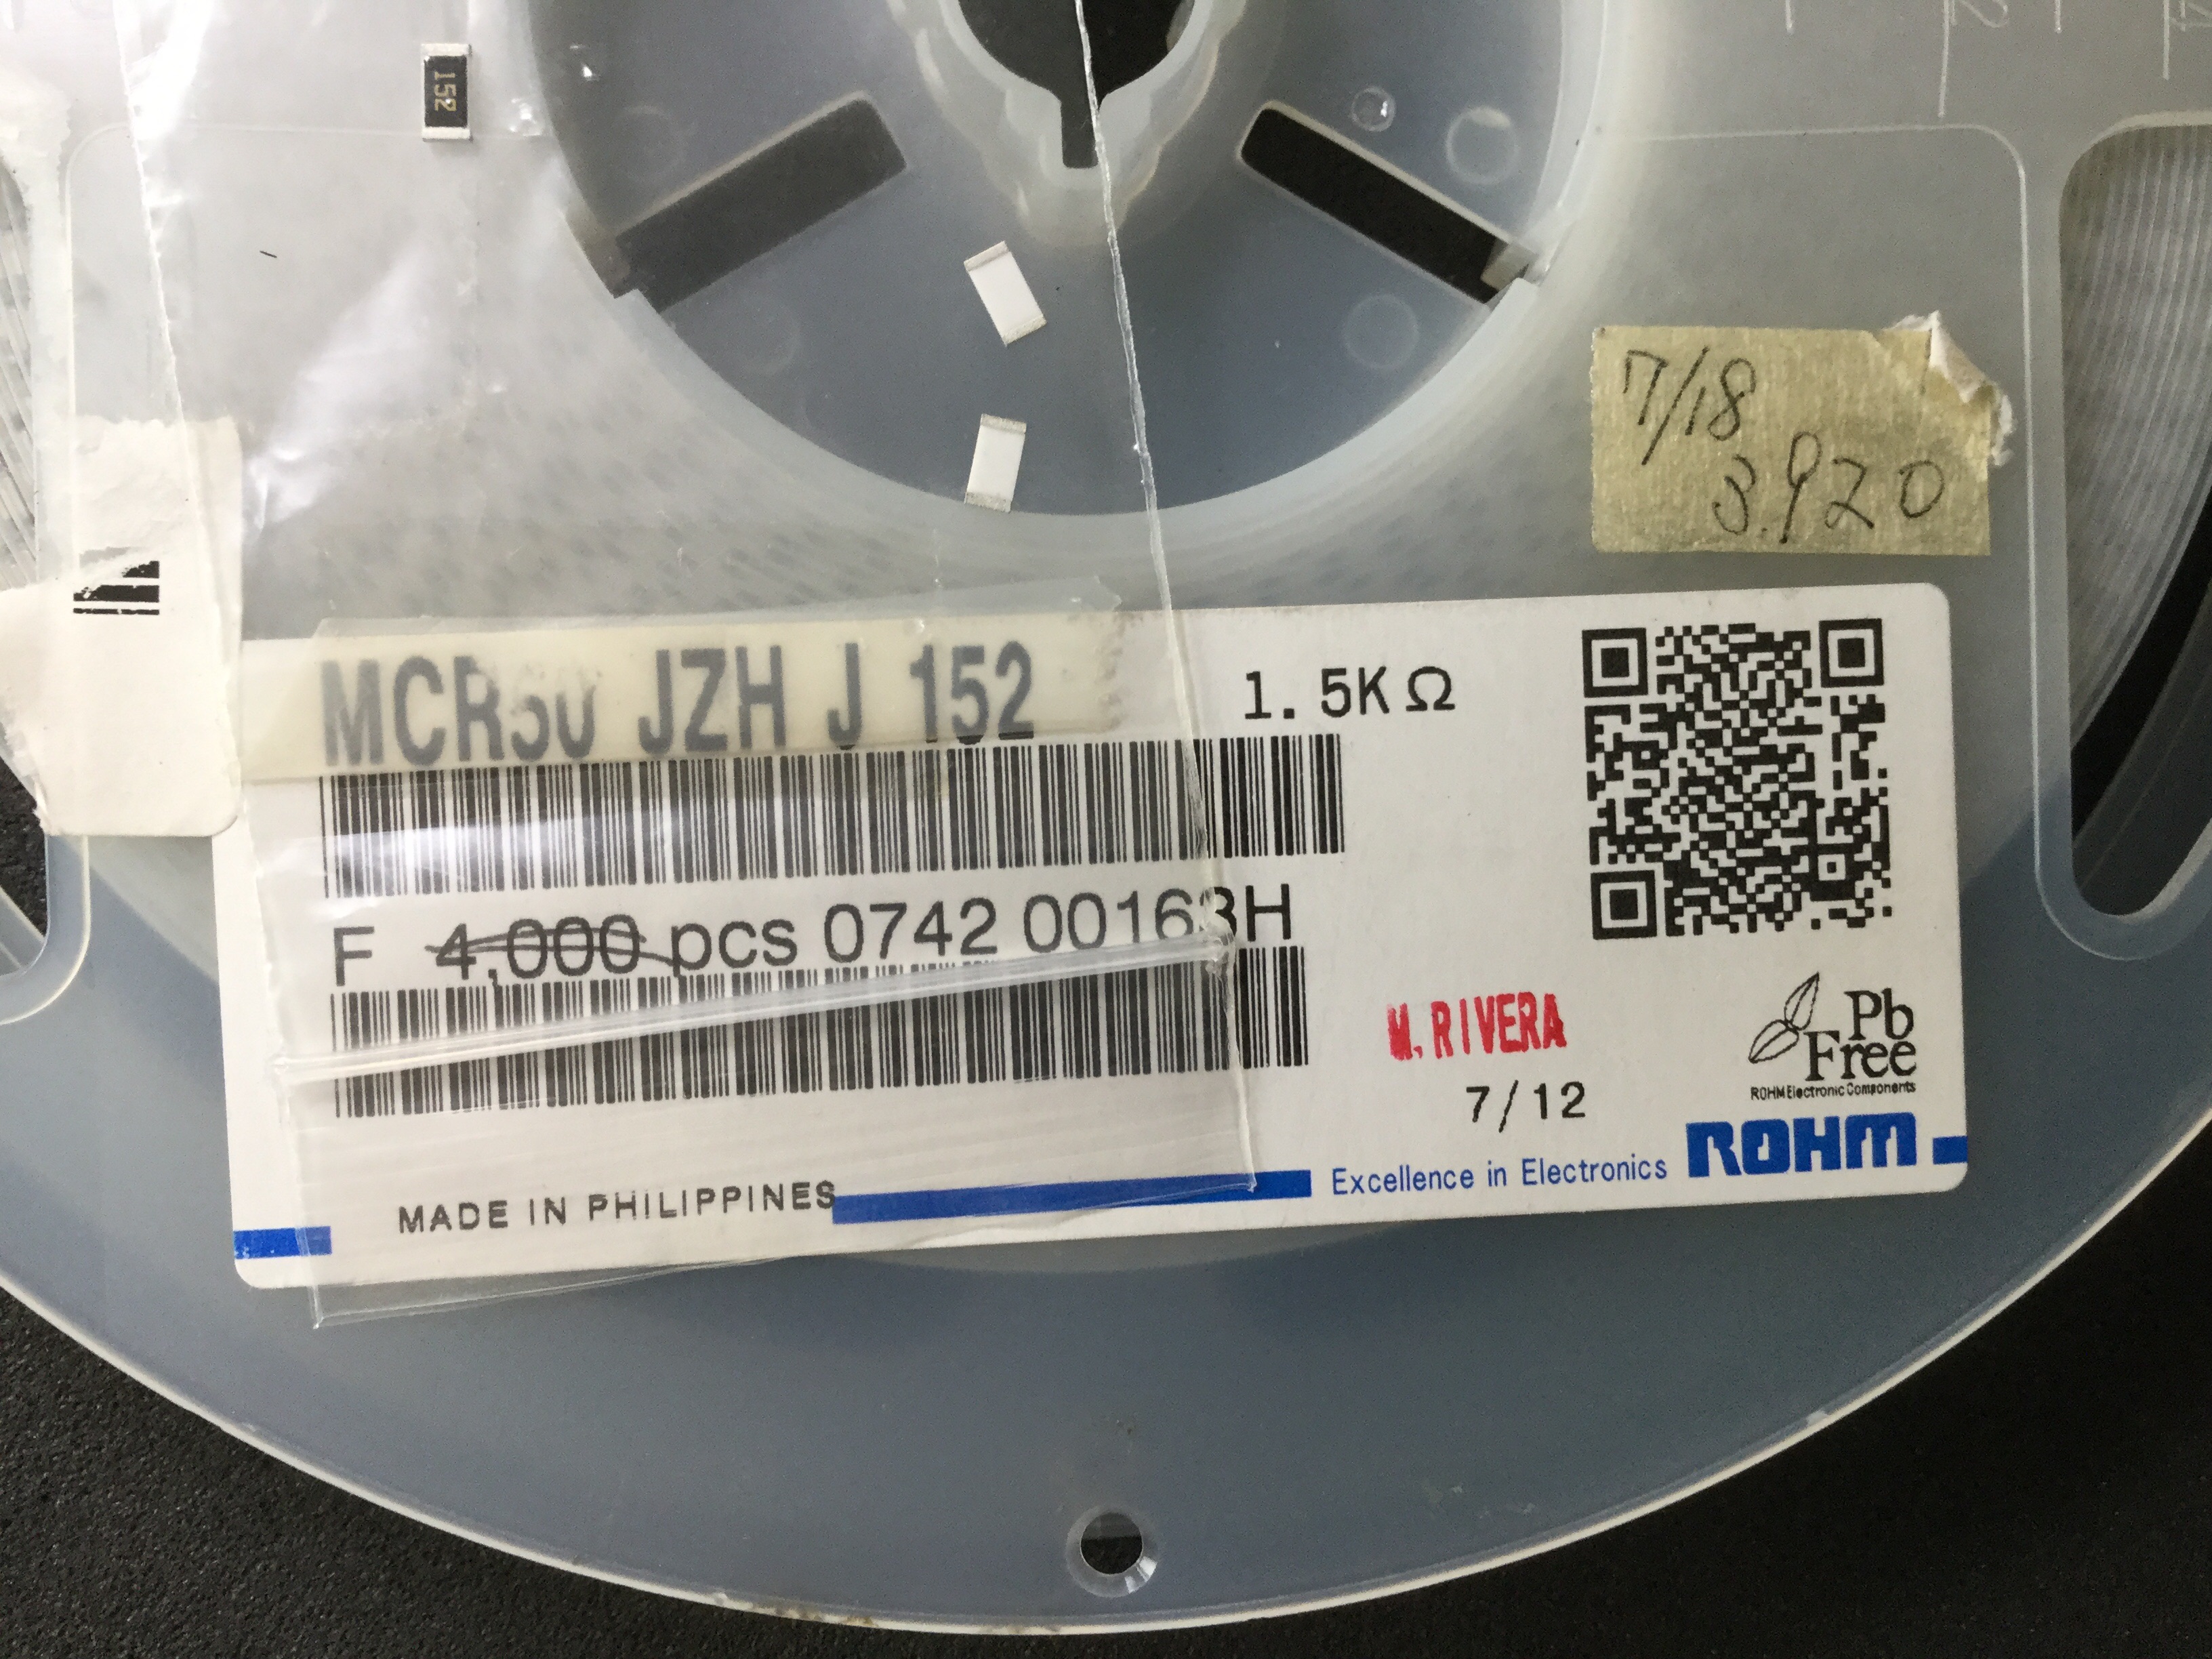 152
7/18
3.920
MCR50 JZH J 152
1.5KΩ
F 4,000 pcs 0742 00163H
M.RIVERA
7/12
Pb
Free
ROHM Electronic Components
MADE IN PHILIPPINES
Excellence in Electronics ROHM